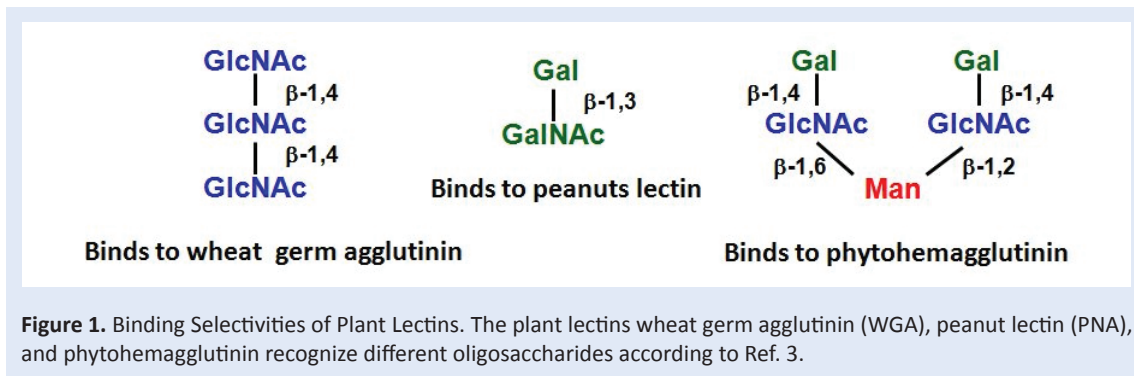 GlcNAc
β-1,4
GlcNAc
β-1,4
GlcNAc
Binds to wheat germ agglutinin
Gal
β-1,3
GalNAc
Binds to peanuts lectin
Gal Gal
β-1,4 β-1,4
GlcNAc GlcNAc
β-1,6 β-1,2
Man
Binds to phytohemagglutinin
Figure 1. Binding Selectivities of Plant Lectins. The plant lectins wheat germ agglutinin (WGA), peanut lectin (PNA),
and phytohemagglutinin recognize different oligosaccharides according to Ref. 3.